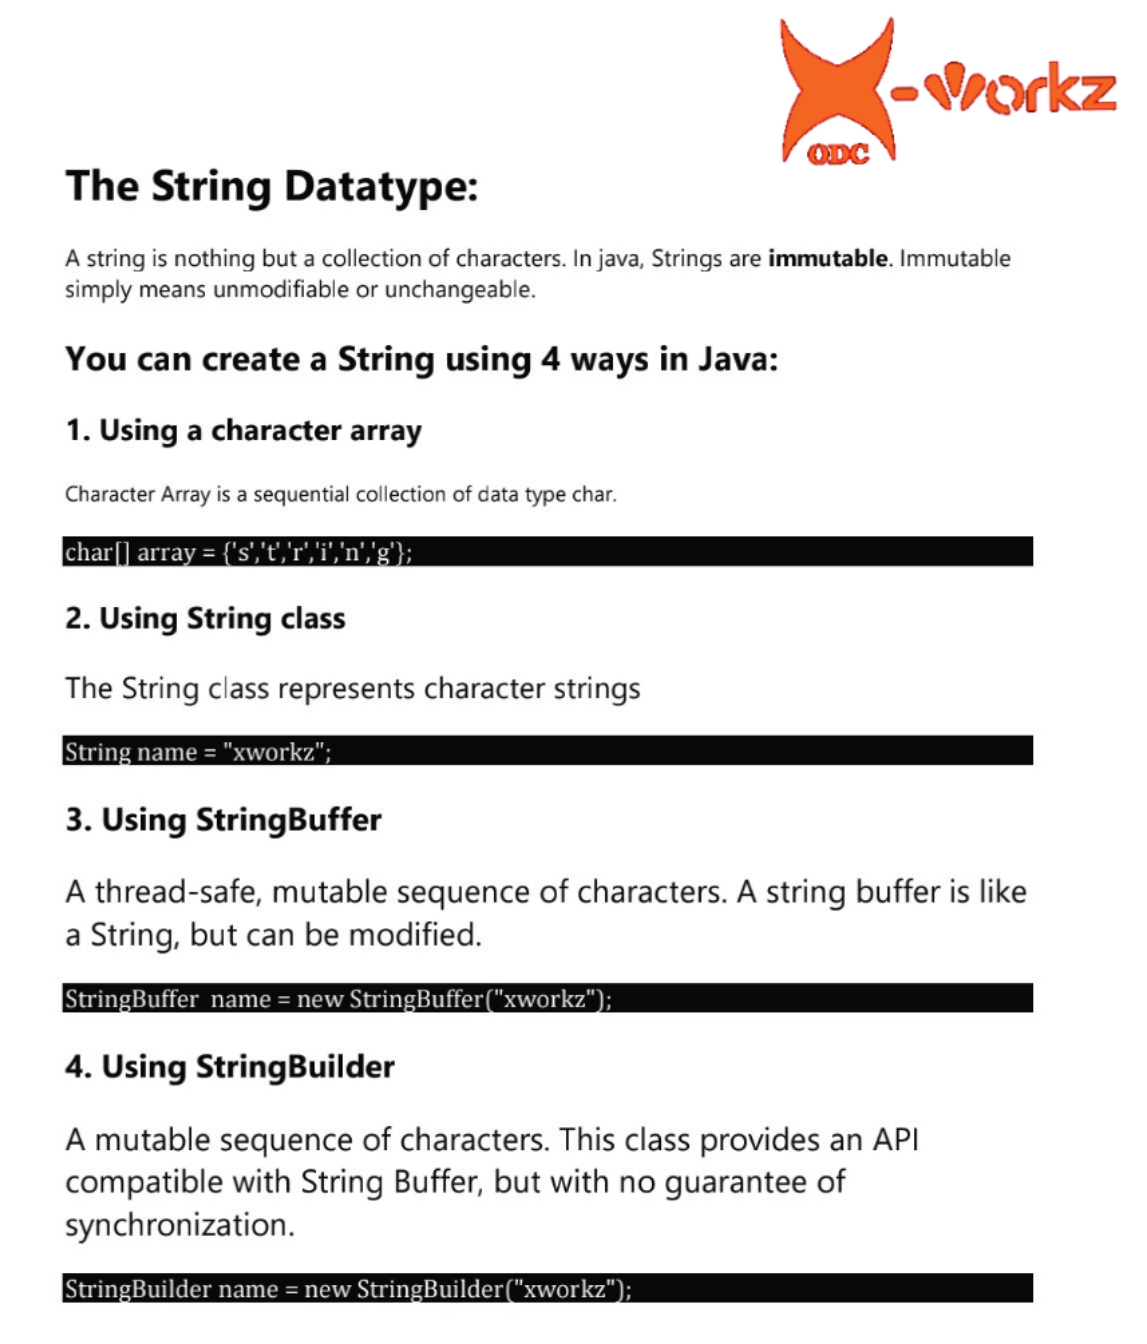 X-workz
ODC
The String Datatype:
A string is nothing but a collection of characters. In java, Strings are immutable. Immutable
simply means unmodifiable or unchangeable.
You can create a String using 4 ways in Java:
1. Using a character array
Character Array is a sequential collection of data type char.
char[] array = {'s','t','r','i','n','g'};
2. Using String class
The String class represents character strings
String name = "xworkz";
3. Using StringBuffer
A thread-safe, mutable sequence of characters. A string buffer is like
a String, but can be modified.
StringBuffer  name = new StringBuffer("xworkz");
4. Using StringBuilder
A mutable sequence of characters. This class provides an API
compatible with String Buffer, but with no guarantee of
synchronization.
StringBuilder name = new StringBuilder("xworkz");